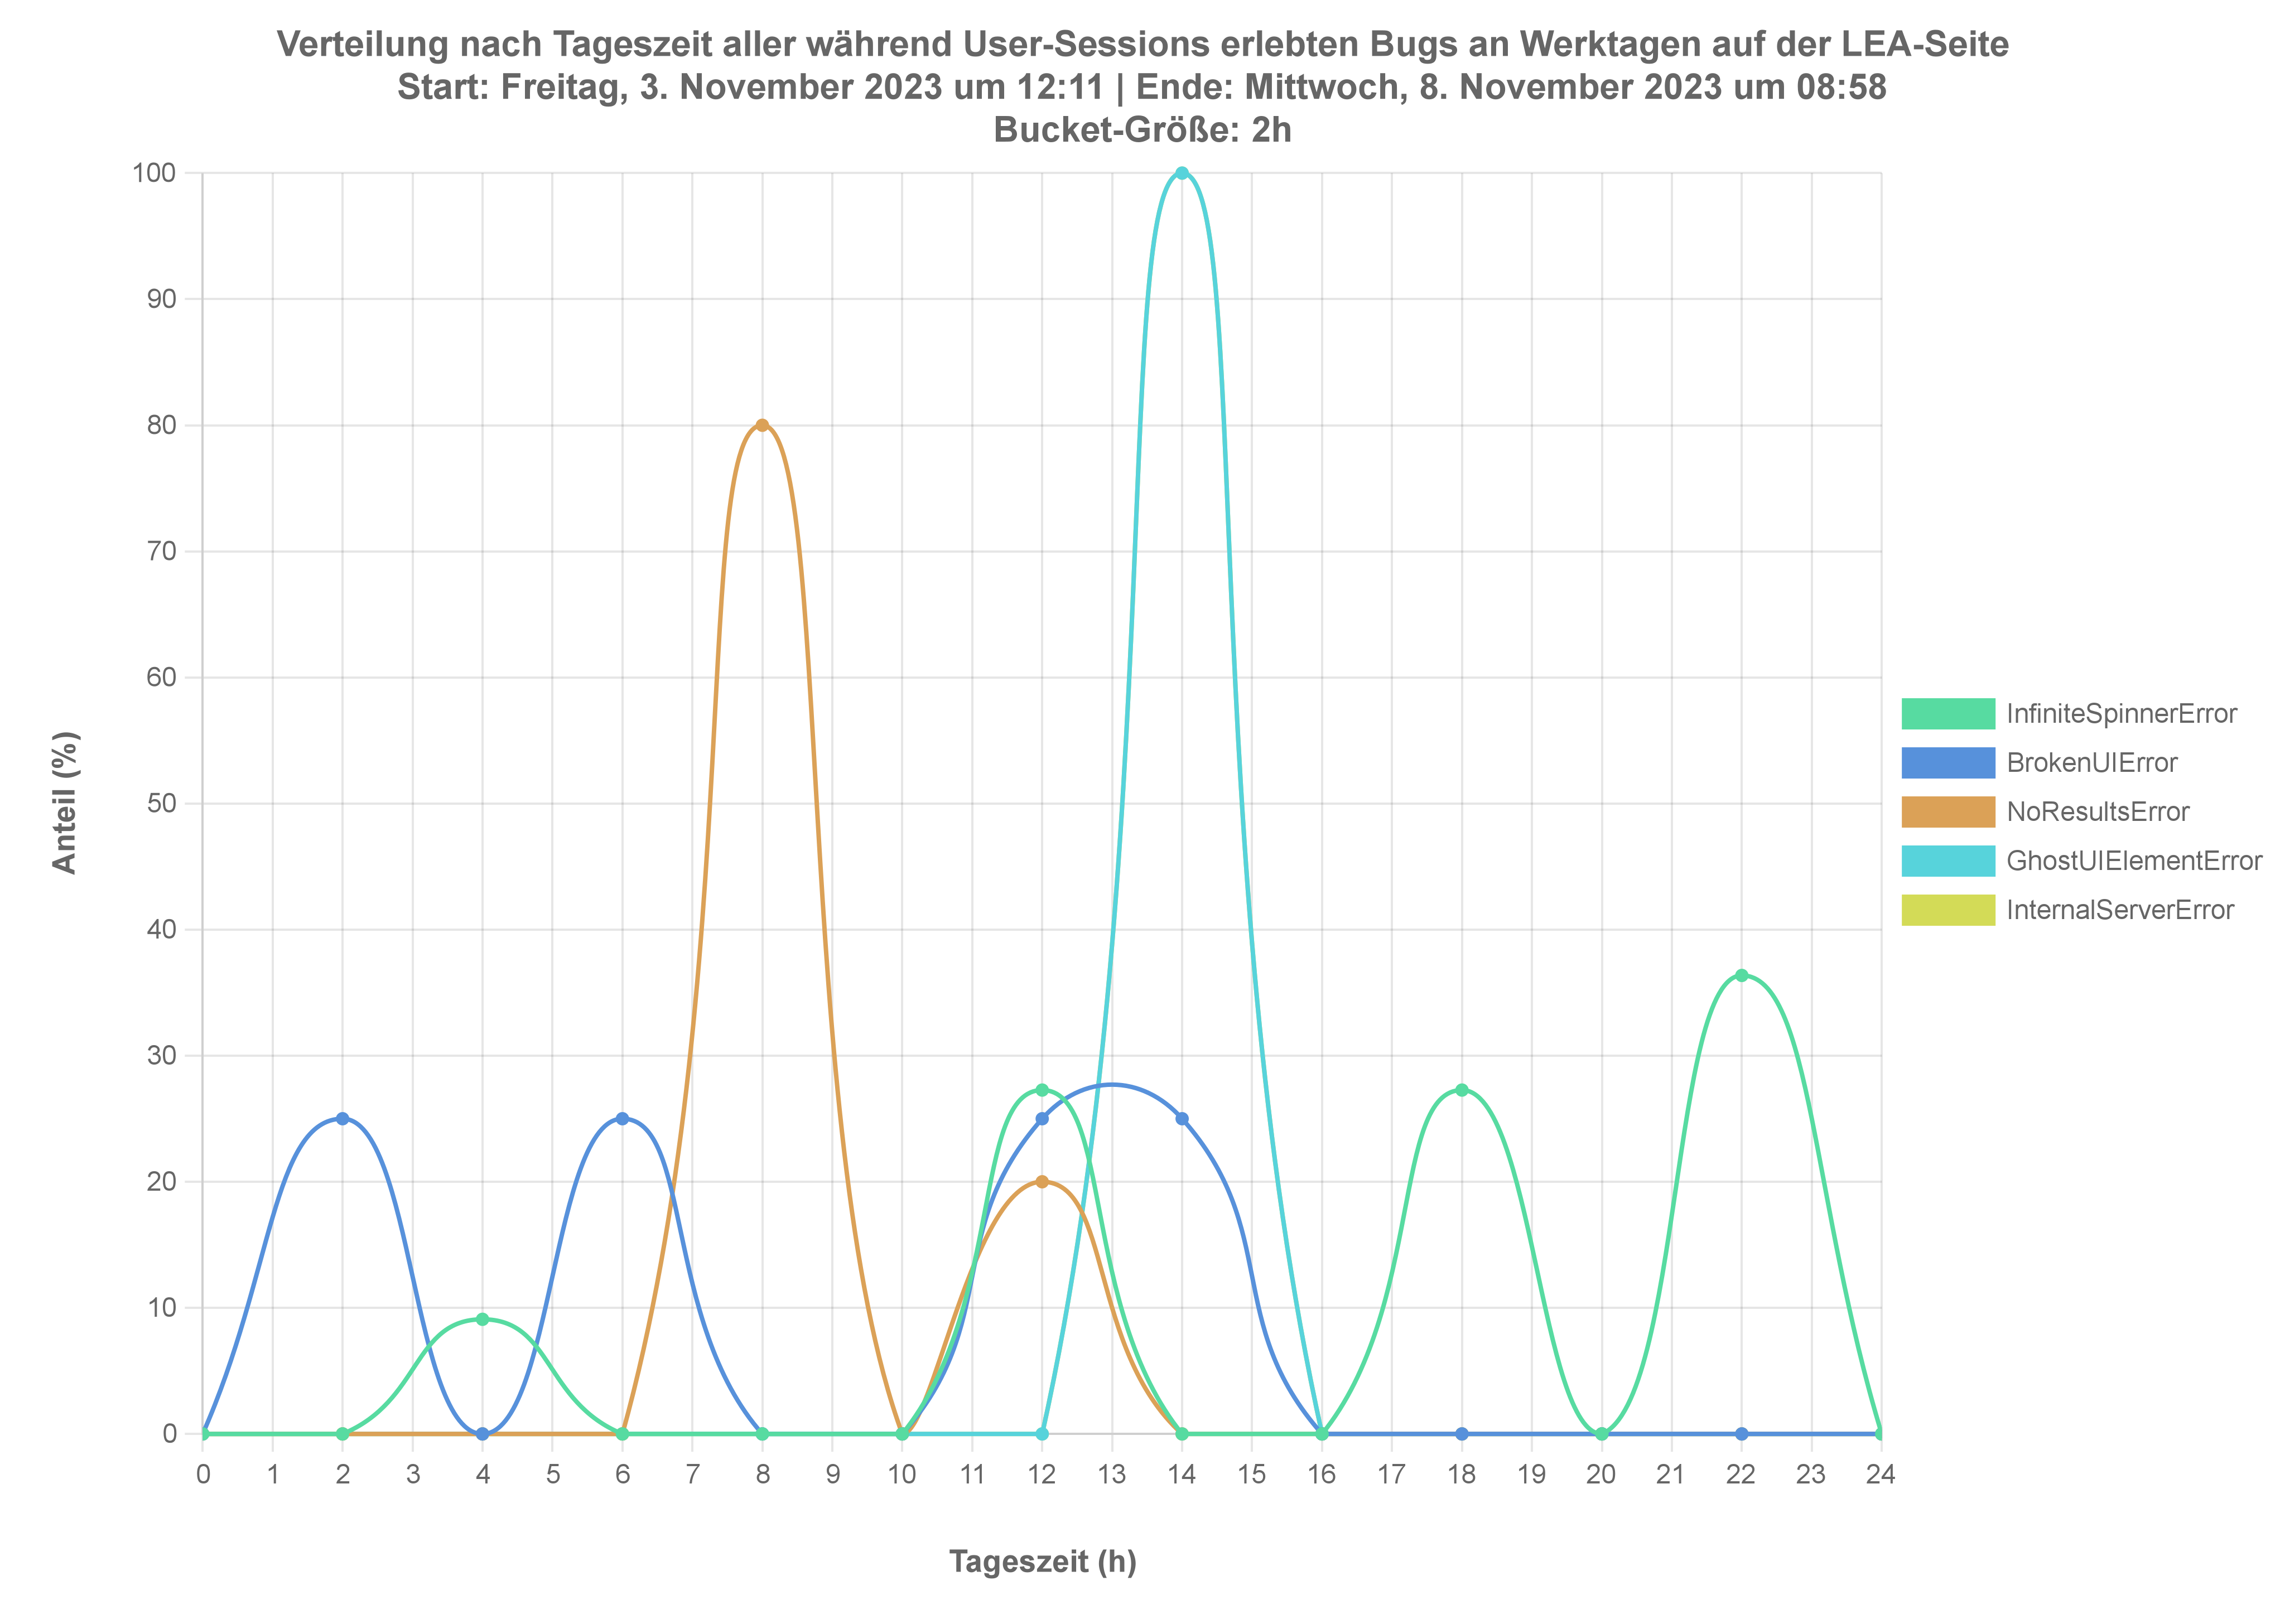 Verteilung nach Tageszeit aller während User-Sessions erlebten Bugs an Werktagen auf der LEA-Seite
Start: Freitag, 3. November 2023 um 12:11 | Ende: Mittwoch, 8. November 2023 um 08:58
Bucket-Größe: 2h
100
90
80
70
60
50
40
30
20
10
0
Anteil (%)
0 1 2 3 4 5 6 7 8 9 10 11 12 13 14 15 16 17 18 19 20 21 22 23 24
Tageszeit (h)
InfiniteSpinnerError
BrokenUIError
NoResultsError
GhostUIElementError
InternalServerError